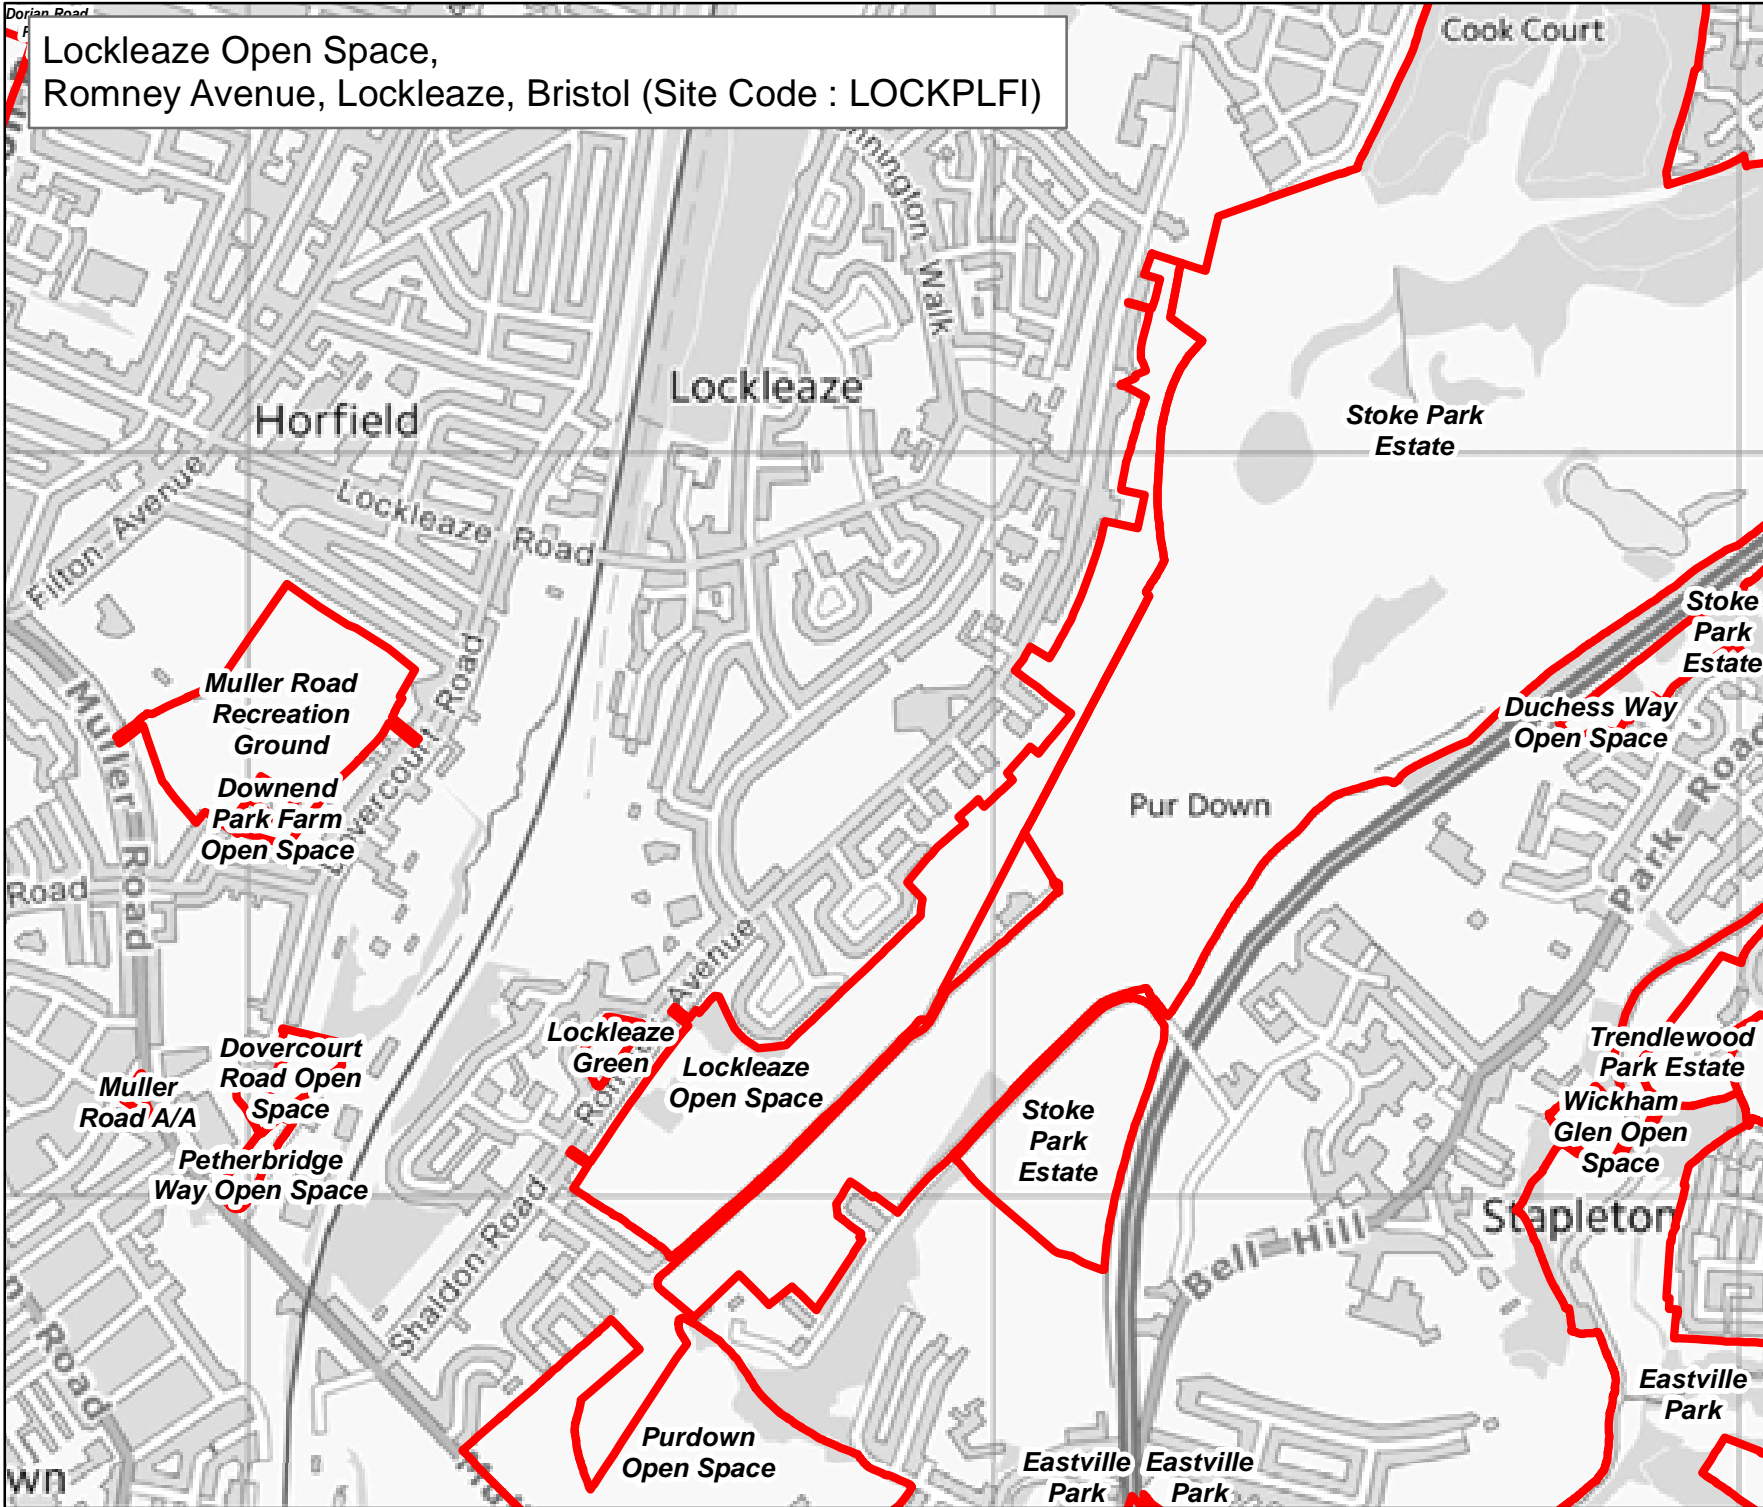 Dorian Road
Lockleaze Open Space,
Romney Avenue, Lockleaze, Bristol (Site Code : LOCKPLFI)
Cook Court
nnington Walk
Lockleaze
Horfield
Stoke Park
Estate
Filton Avenue
Lockleaze Road
Stoke
Park
Estate
Muller Road
Recreation
Ground
Duchess Way
Open Space
Downend
Park Farm
Open Space
Muller Road
Dovercourt Road
Pur Down
Park Road
Road
Avenue
Lockleaze
Green
Lockleaze
Open Space
Dovercourt
Road Open
Space
Muller
Road A/A
Petherbridge
Way Open Space
Stoke
Park
Estate
Trendlewood
Park Estate
Wickham
Glen Open
Space
Stapleton
Bell Hill
Shaldon Road
n Road
Eastville
Park
Purdown
Open Space
Eastville
Park
Eastville
Park
wn